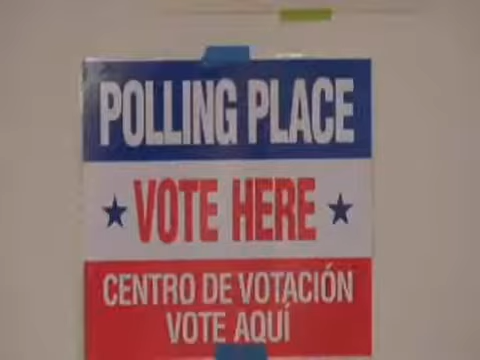 POLLING PLACE
VOTE HERE
CENTRO DE VOTACIÓN
VOTE AQUÍ